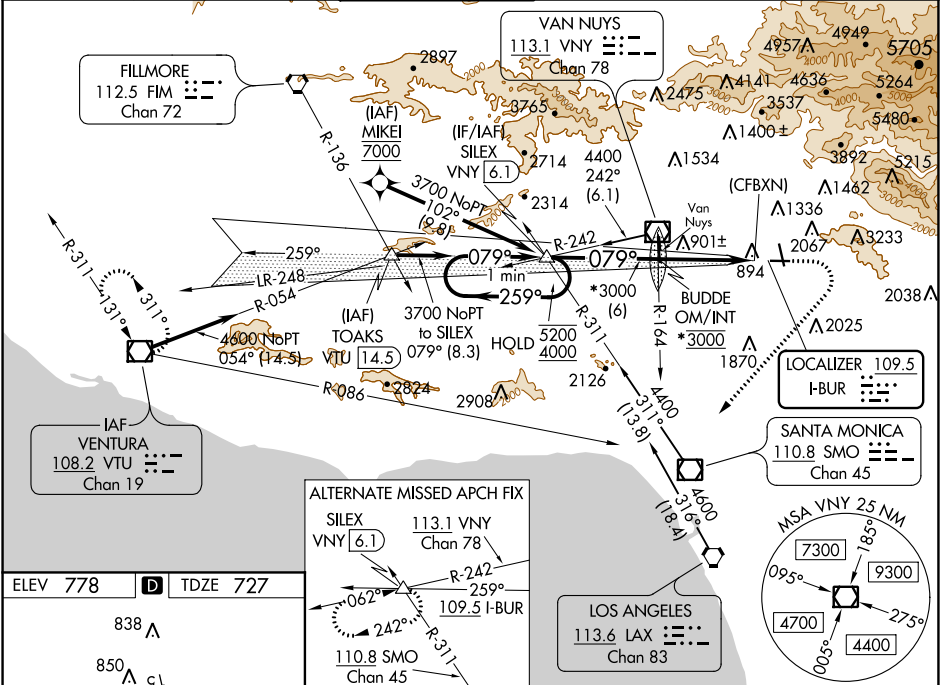 FILLMORE
112.5 FIM
Chan 72
2897
VAN NUYS
113.1 VNY
Chan 78
4949
4957
5705
(IAF)
MIKEI
7000
3765
(IF/IAF)
SILEX
VNY 6.1
2475
4141
4636
5264
3537
5480
4000
3000
2000
1400±
R-136
2714
4400
242°
(6.1)
1534
3892
5215
3700 NoPT
102°
(9.8)
2314
(CFBXN)
1462
Van
Nuys
1336
R-242
901±
2067
3233
R-311
259°
079°
1 min
079°
894
LR-248
259°
*3000
(6)
131°
311°
R-054
BUDDE
OM/INT
*3000
2038
4600 NoPT
054° (14.5)
(IAF)
TOAKS
VTU 14.5
3700 NoPT
to SILEX
079° (8.3)
HOLD
5200
4000
R-311
R-164
2025
1870
R-086
2824
2908
2126
LOCALIZER 109.5
I-BUR
4400
311°
(13.8)
IAF
VENTURA
108.2 VTU
Chan 19
SANTA MONICA
110.8 SMO
Chan 45
4600
316°
(18.4)
ALTERNATE MISSED APCH FIX
SILEX
VNY 6.1
113.1 VNY
Chan 78
R-242
259°
109.5 I-BUR
062°
242°
R-311
110.8 SMO
Chan 45
MSA VNY 25 NM
7300
185°
095°
9300
4700
275°
005°
4400
LOS ANGELES
113.6 LAX
Chan 83
ELEV 778
D
TDZE 727
838
850